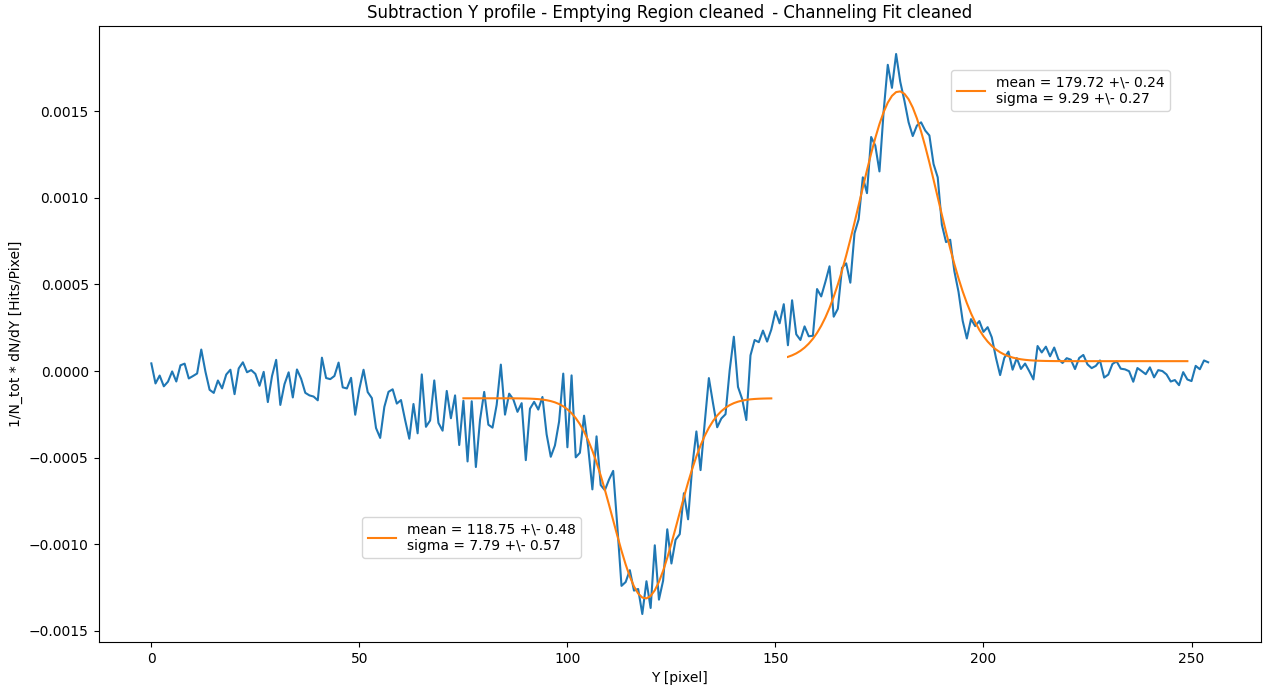 Subtraction Y profile - Emptying Region cleaned  - Channeling Fit cleaned
mean = 179.72 +\- 0.24
sigma = 9.29 +\- 0.27
mean = 118.75 +\- 0.48
sigma = 7.79 +\- 0.57
1/N_tot * dN/dY [Hits/Pixel]
0.0015
0.0010
0.0005
0.0000
−0.0005
−0.0010
−0.0015
0 50 100 150 200 250
Y [pixel]